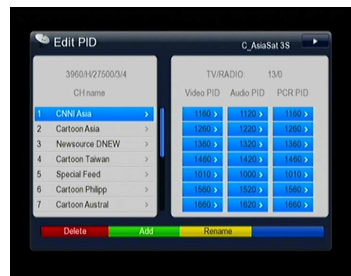 Edit PID
C_AsiaSat 3S
3960/H/27500/3/4
TV/RADIO: 13/0
CH name
Video PID Audio PID PCR PID
1 CNNI Asia 1160 1120 1160
2 Cartoon Asia 1260 1220 1260
3 Newsource DNEW 1360 1320 1360
4 Cartoon Taiwan 1460 1420 1460
5 Special Feed 1010 1000 1010
6 Cartoon Philipp 1560 1520 1560
7 Cartoon Austral 1660 1620 1660
Delete Add Rename